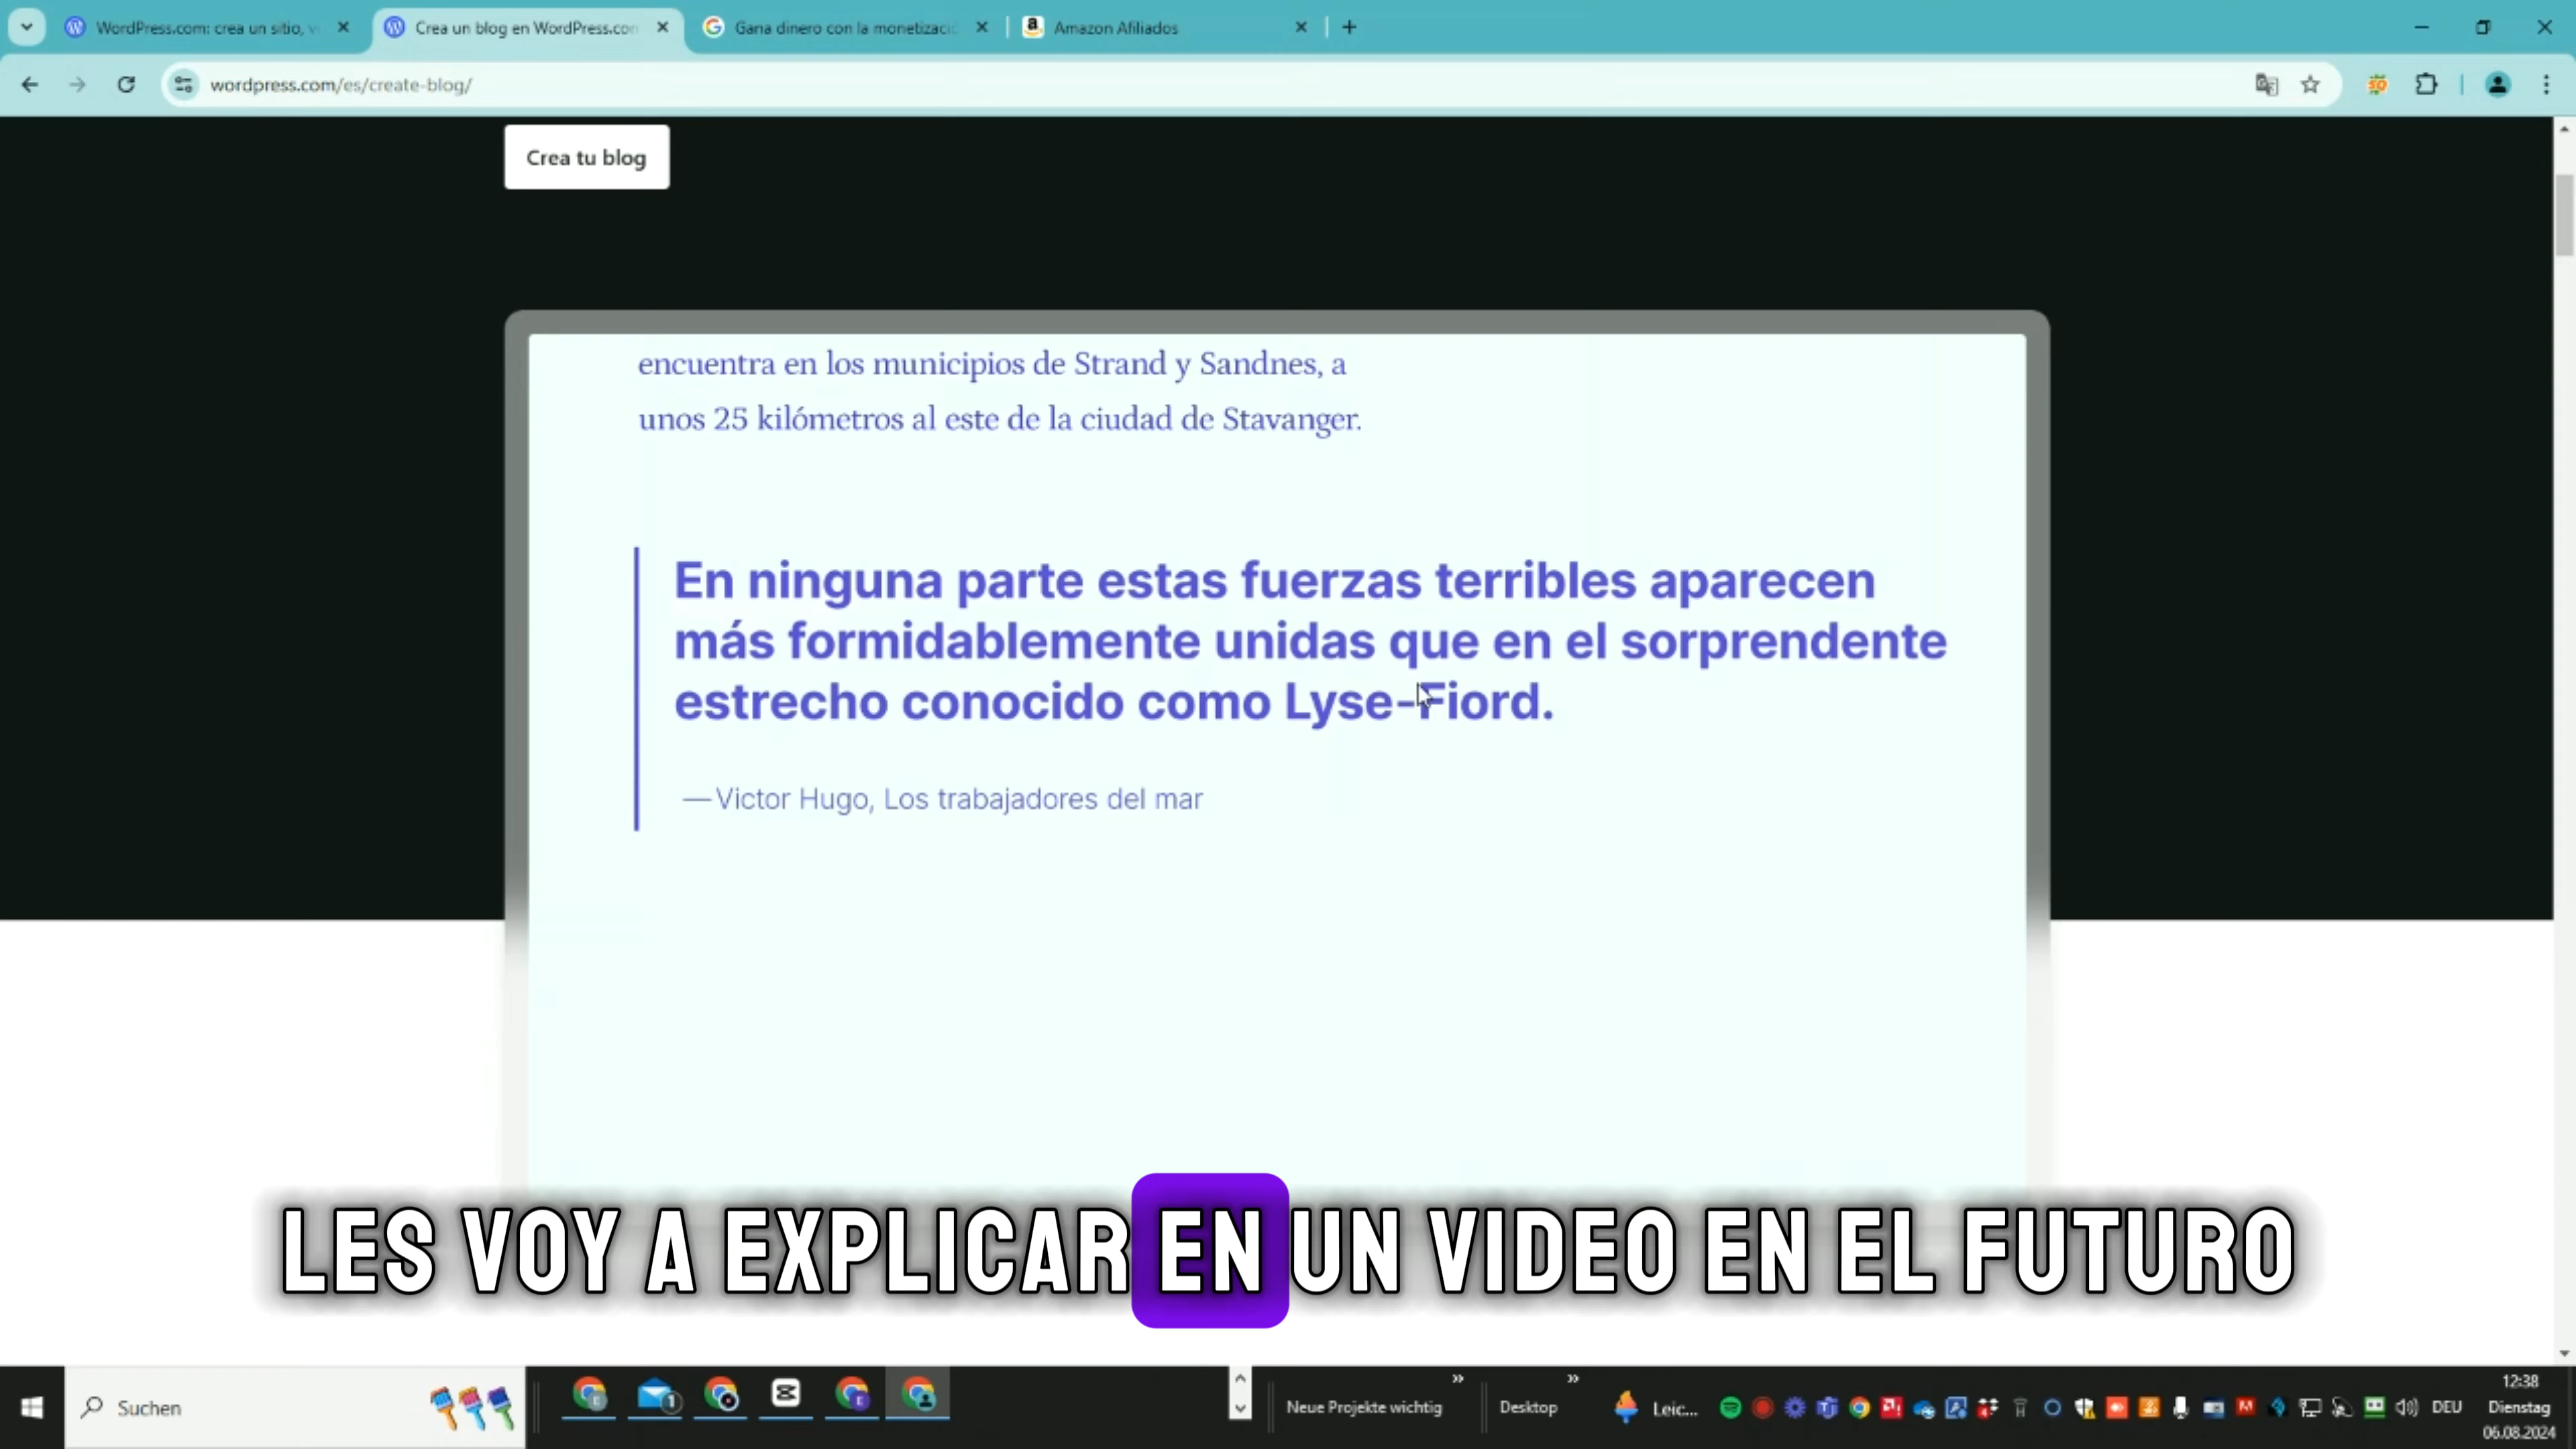 WordPress.com: crea un sitio, v
Crea un blog en WordPress.com
Gana dinero con la monetizació
Amazon Afiliados
wordpress.com/es/create-blog/
Crea tu blog
encuentra en los municipios de Strand y Sandnes, a
unos 25 kilómetros al este de la ciudad de Stavanger.
En ninguna parte estas fuerzas terribles aparecen
más formidablemente unidas que en el sorprendente
estrecho conocido como Lyse-Fiord.
— Victor Hugo, Los trabajadores del mar
LES VOY A EXPLICAR EN UN VIDEO EN EL FUTURO
Suchen
Neue Projekte wichtig
Desktop
Leic...
DEU
12:38
Dienstag
06.08.2024